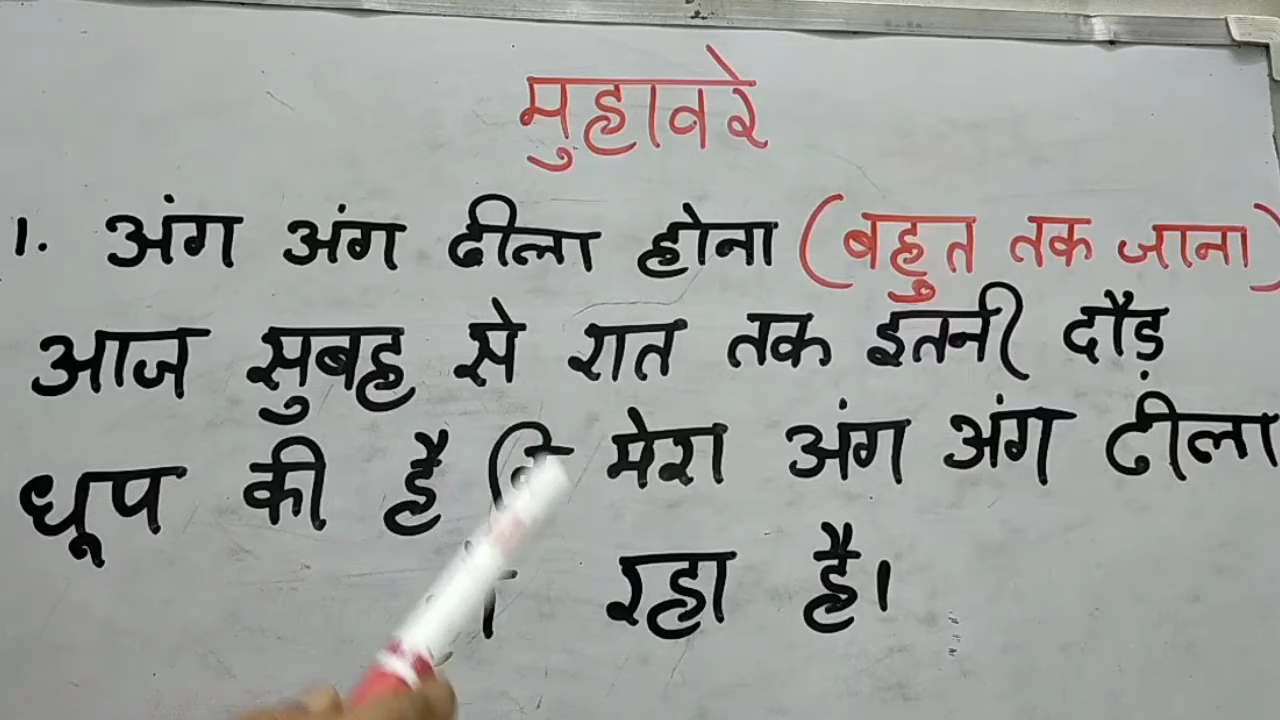 मुहावरे
1. अंग अंग ढीला होना (बहुत तक जाना)
आज सुबह से रात तक इतनी दौड़
धूप की है मेरा अंग अंग ढीला
रहा है।